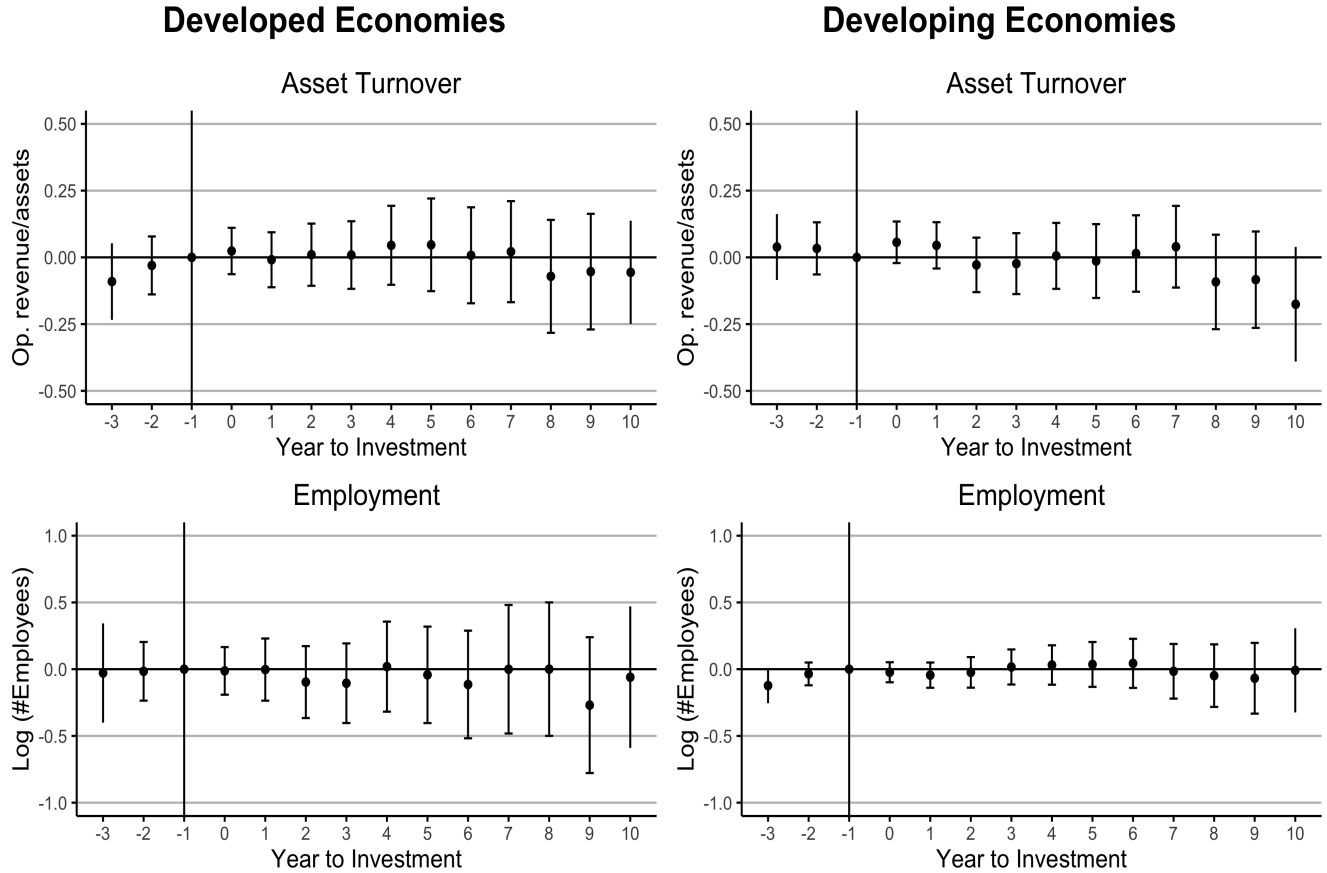 Developed Economies
Developing Economies
Asset Turnover
Op. revenue/assets
0.50
0.25
0.00
-0.25
-0.50
-3 -2 -1 0 1 2 3 4 5 6 7 8 9 10
Year to Investment
Asset Turnover
Op. revenue/assets
0.50
0.25
0.00
-0.25
-0.50
-3 -2 -1 0 1 2 3 4 5 6 7 8 9 10
Year to Investment
Employment
Log (#Employees)
1.0
0.5
0.0
-0.5
-1.0
-3 -2 -1 0 1 2 3 4 5 6 7 8 9 10
Year to Investment
Employment
Log (#Employees)
1.0
0.5
0.0
-0.5
-1.0
-3 -2 -1 0 1 2 3 4 5 6 7 8 9 10
Year to Investment